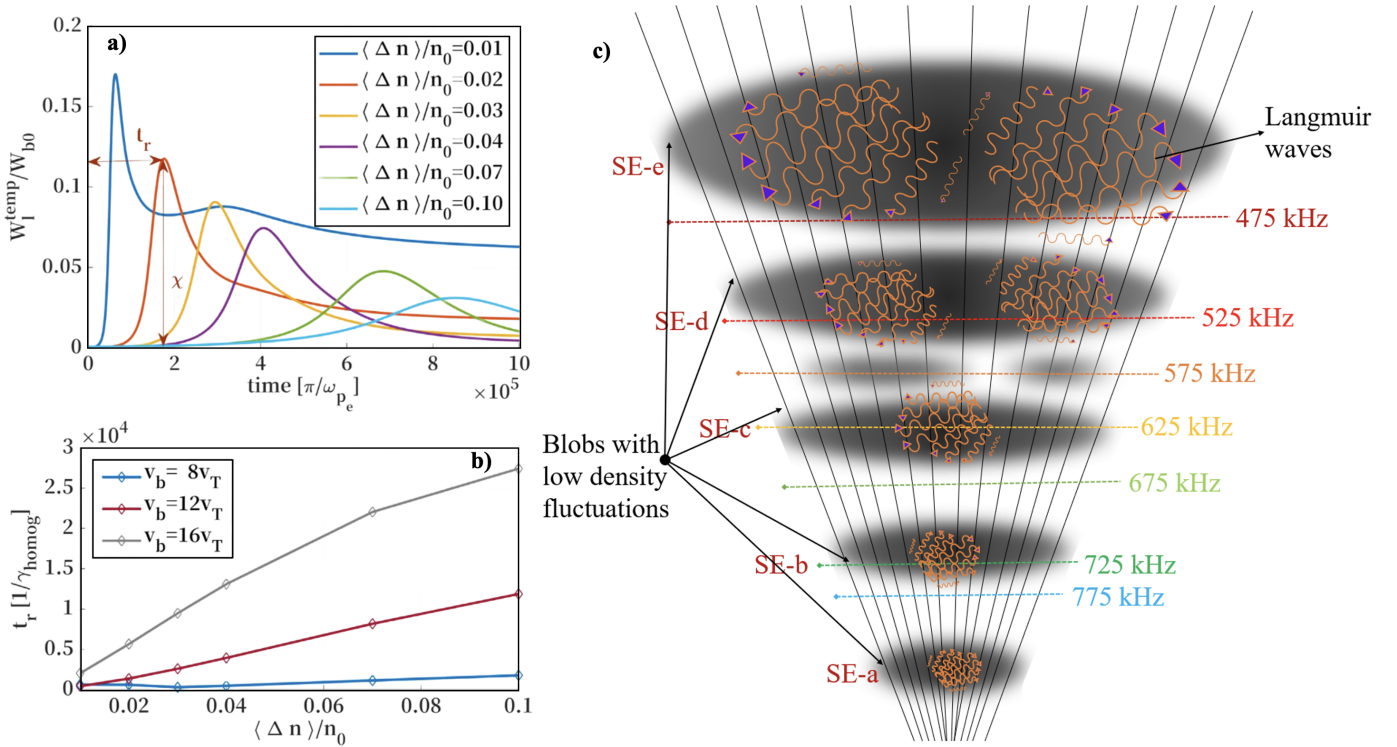 a)
0.2
0.15
0.1
0.05
0
W_l^temp/W_b0
⟨ Δ n ⟩/n_0=0.01
⟨ Δ n ⟩/n_0=0.02
⟨ Δ n ⟩/n_0=0.03
⟨ Δ n ⟩/n_0=0.04
⟨ Δ n ⟩/n_0=0.07
⟨ Δ n ⟩/n_0=0.10
t_r
χ
0 2 4 6 8 10
time [π/ω_p_e]
×10^5
b)
×10^4
3
2.5
2
1.5
1
0.5
0
t_r [1/γ_homog]
v_b= 8v_T
v_b=12v_T
v_b=16v_T
0.02 0.04 0.06 0.08 0.1
⟨ Δ n ⟩/n_0
c)
Langmuir
waves
SE-e
475 kHz
SE-d
525 kHz
575 kHz
SE-c
625 kHz
Blobs with
low density
fluctuations
675 kHz
SE-b
725 kHz
775 kHz
SE-a